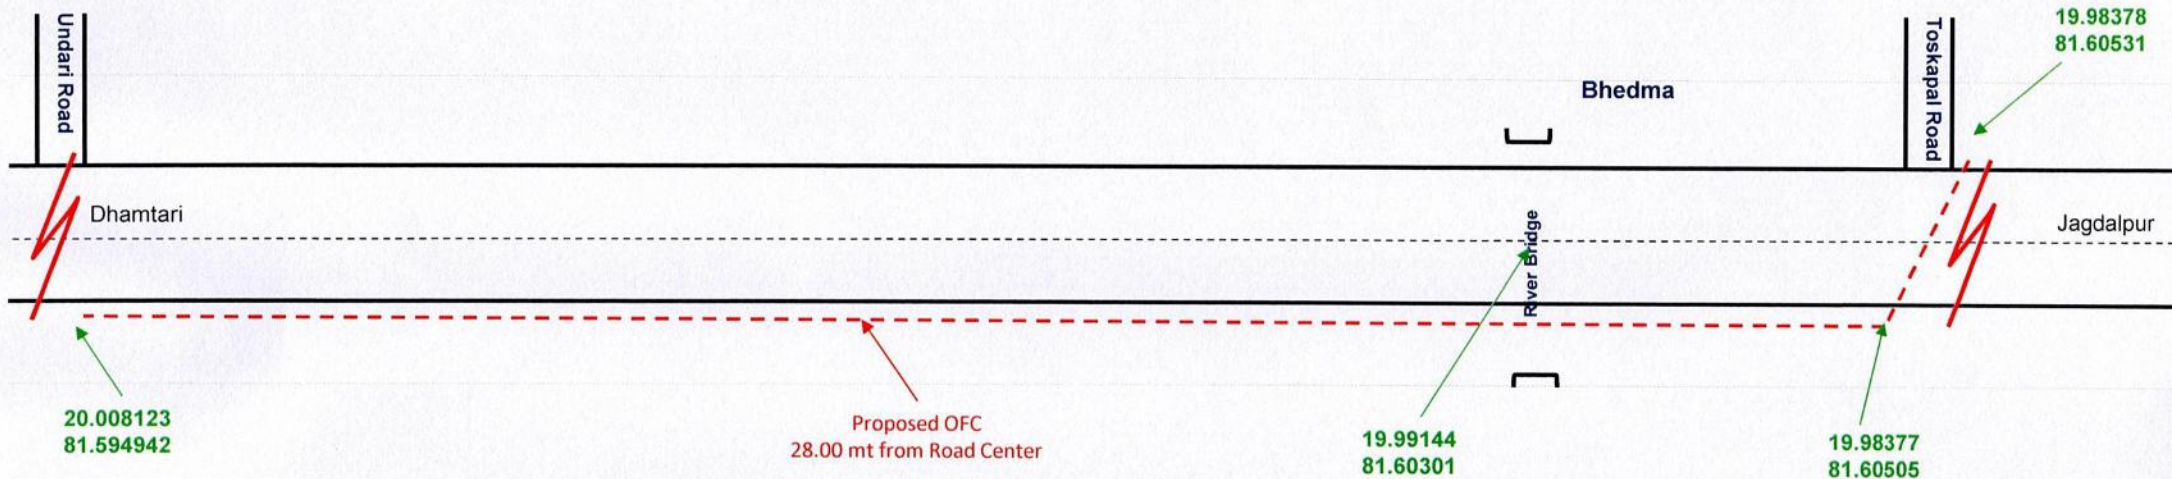 Undari Road
Toskapal Road
19.98378
81.60531
Bhedma
Dhamtari
River Bridge
Jagdalpur
20.008123
81.594942
Proposed OFC
28.00 mt from Road Center
19.99144
81.60301
19.98377
81.60505